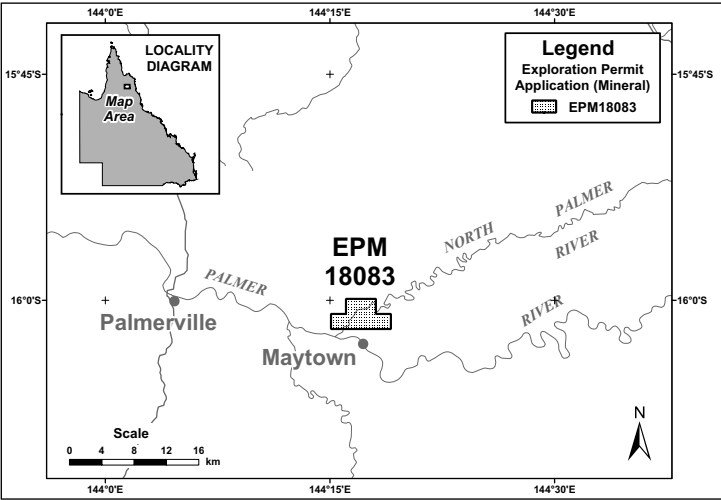 144°0'E
144°15'E
144°30'E
LOCALITY
DIAGRAM
Map
Area
Legend
Exploration Permit
Application (Mineral)
EPM18083
15°45'S
15°45'S
PALMER
NORTH
RIVER
EPM
18083
PALMER
RIVER
16°0'S
16°0'S
Palmerville
Maytown
N
Scale
0 4 8 12 16
km
144°0'E
144°15'E
144°30'E